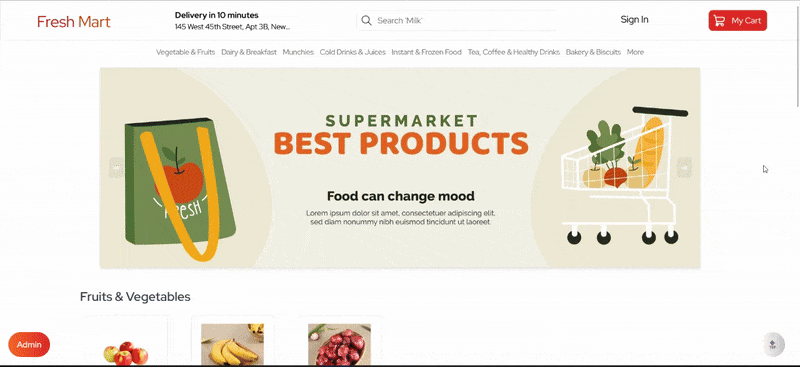 Fresh Mart
Delivery in 10 minutes
145 West 45th Street, Apt 3B, New...
Search 'Milk'
Sign In
My Cart
Vegetable & Fruits Dairy & Breakfast Munchies Cold Drinks & Juices Instant & Frozen Food Tea, Coffee & Healthy Drinks Bakery & Biscuits More
SUPERMARKET
BEST PRODUCTS
FRESH
Food can change mood
Lorem ipsum dolor sit amet, consectetuer adipiscing elit.
sed diam nonummy nibh euismod tincidunt ut laoreet.
Fruits & Vegetables
Admin
TOP